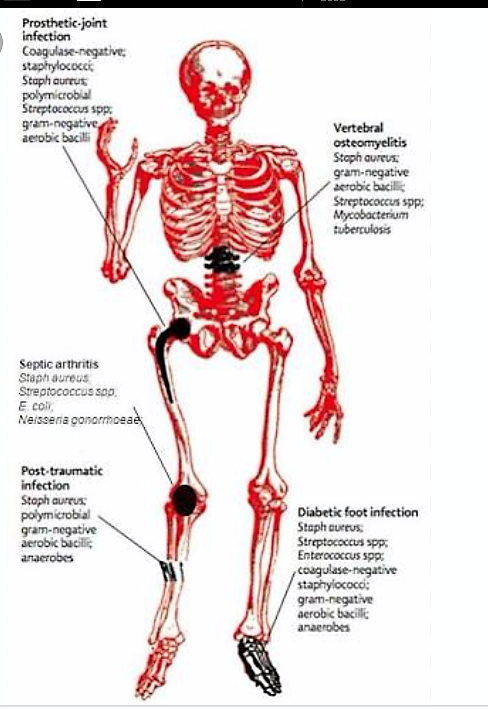 Prosthetic-joint
infection
Coagulase-negative;
staphylococci;
Staph aureus;
polymicrobial
Streptococcus spp;
gram-negative
aerobic bacilli
Vertebral
osteomyelitis
Staph aureus;
gram-negative
aerobic bacilli;
Streptococcus spp;
Mycobacterium
tuberculosis
Septic arthritis
Staph aureus;
Streptococcus spp;
E. coli;
Neisseria gonorrhoeae;
Post-traumatic
infection
Staph aureus;
polymicrobial
gram-negative
aerobic bacilli;
anaerobes
Diabetic foot infection
Staph aureus;
Streptococcus spp;
Enterococcus spp;
coagulase-negative
staphylococci;
gram-negative
aerobic bacilli;
anaerobes